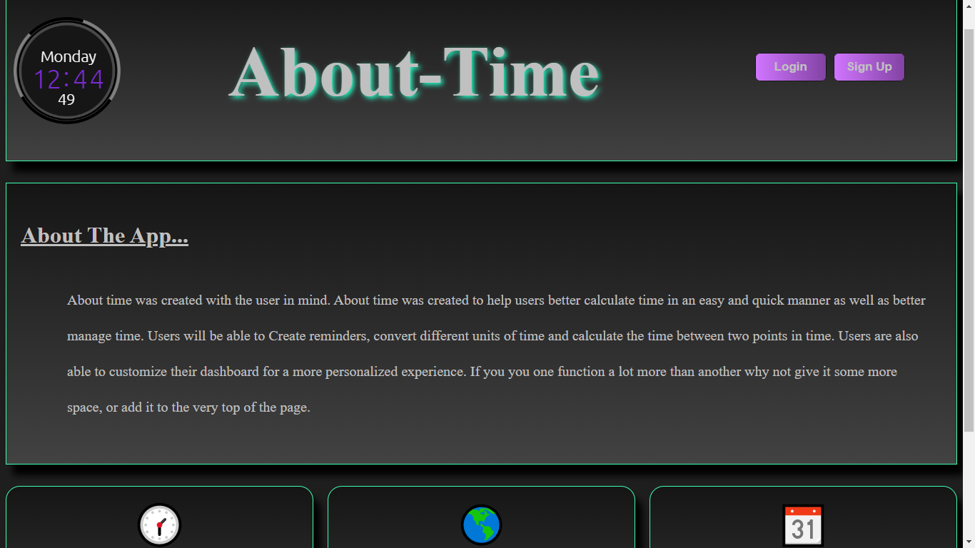 Monday
12:44
49
About-Time
Login
Sign Up
About The App...
About time was created with the user in mind. About time was created to help users better calculate time in an easy and quick manner as well as better
manage time. Users will be able to Create reminders, convert different units of time and calculate the time between two points in time. Users are also
able to customize their dashboard for a more personalized experience. If you you one function a lot more than another why not give it some more
space, or add it to the very top of the page.
31